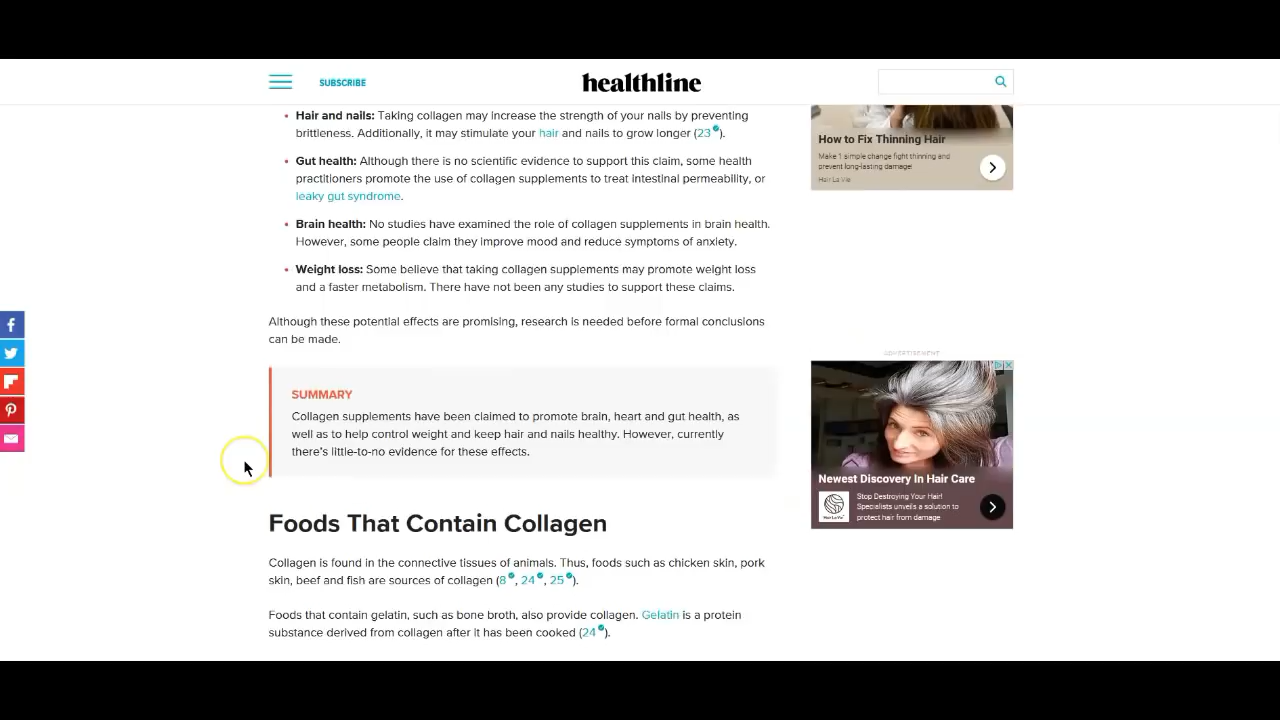 SUBSCRIBE
healthline
Hair and nails: Taking collagen may increase the strength of your nails by preventing
brittleness. Additionally, it may stimulate your hair and nails to grow longer (23).
Gut health: Although there is no scientific evidence to support this claim, some health
practitioners promote the use of collagen supplements to treat intestinal permeability, or
leaky gut syndrome.
Brain health: No studies have examined the role of collagen supplements in brain health.
However, some people claim they improve mood and reduce symptoms of anxiety.
Weight loss: Some believe that taking collagen supplements may promote weight loss
and a faster metabolism. There have not been any studies to support these claims.
Although these potential effects are promising, research is needed before formal conclusions
can be made.
SUMMARY
Collagen supplements have been claimed to promote brain, heart and gut health, as
well as to help control weight and keep hair and nails healthy. However, currently
there's little-to-no evidence for these effects.
Foods That Contain Collagen
Collagen is found in the connective tissues of animals. Thus, foods such as chicken skin, pork
skin, beef and fish are sources of collagen (8, 24, 25).
Foods that contain gelatin, such as bone broth, also provide collagen. Gelatin is a protein
substance derived from collagen after it has been cooked (24).
How to Fix Thinning Hair
Make 1 simple change fight thinning and
prevent long-lasting damage!
Hair La Vie
ADVERTISEMENT
Newest Discovery In Hair Care
Stop Destroying Your Hair!
Specialists unveils a solution to
protect hair from damage
Hair La Vie